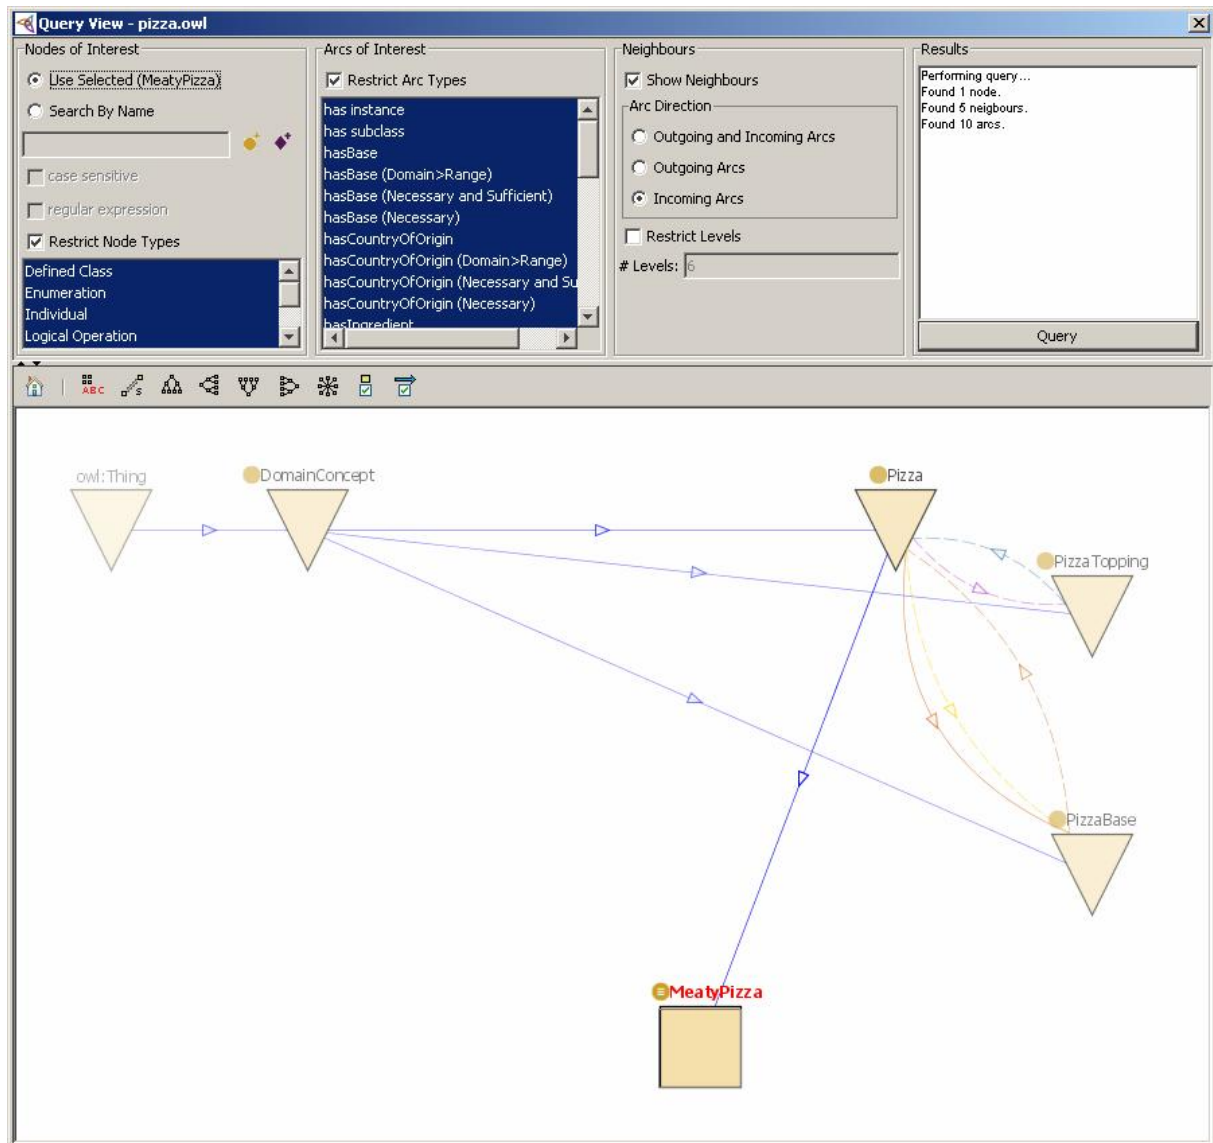 Query View - pizza.owl
Nodes of Interest
Use Selected (MeatyPizza)
Search By Name
case sensitive
regular expression
Restrict Node Types
Defined Class
Enumeration
Individual
Logical Operation
Arcs of Interest
Restrict Arc Types
has instance
has subclass
hasBase
hasBase (Domain>Range)
hasBase (Necessary and Sufficient)
hasBase (Necessary)
hasCountryOfOrigin
hasCountryOfOrigin (Domain>Range)
hasCountryOfOrigin (Necessary and Su
hasCountryOfOrigin (Necessary)
hasIngredient
Neighbours
Show Neighbours
Arc Direction
Outgoing and Incoming Arcs
Outgoing Arcs
Incoming Arcs
Restrict Levels
# Levels: 6
Results
Performing query...
Found 1 node.
Found 5 neigbours.
Found 10 arcs.
Query
ABC
S
owl:Thing
DomainConcept
Pizza
PizzaTopping
PizzaBase
MeatyPizza